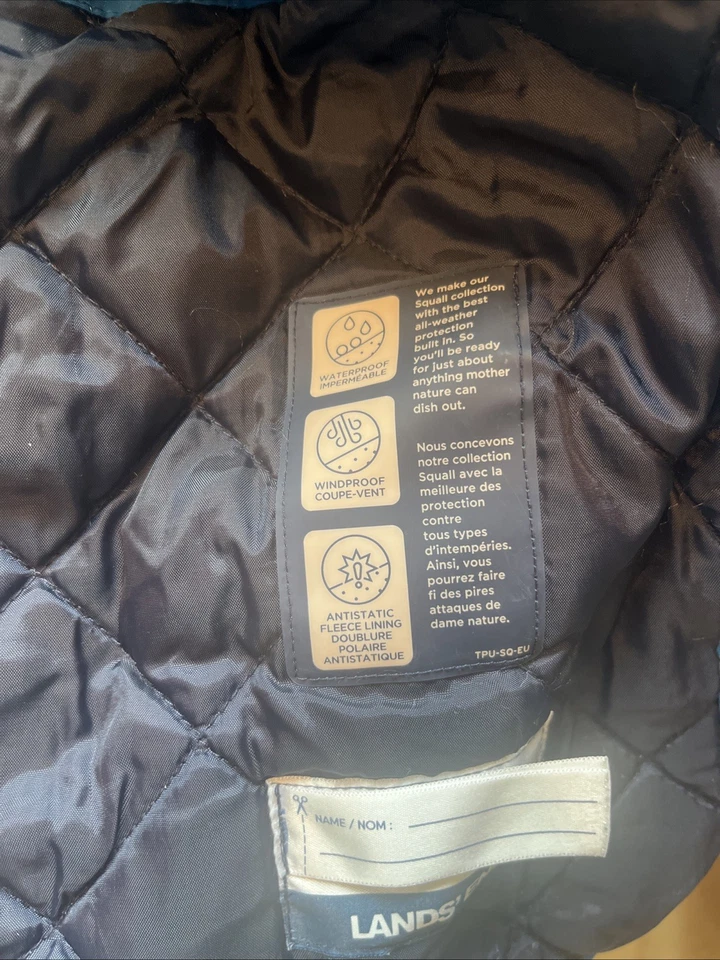 WATERPROOF
IMPERMÉABLE
WINDPROOF
COUPE-VENT
ANTISTATIC
FLEECE LINING
DOUBLURE
POLAIRE
ANTISTATIQUE
We make our
Squall collection
with the best
all-weather
protection
built in. So
you'll be ready
for just about
anything mother
nature can
dish out.
Nous concevons
notre collection
Squall avec la
meilleure des
protection
contre
tous types
d'intempéries.
Ainsi, vous
pourrez faire
fi des pires
attaques de
dame nature.
TPU-SQ-EU
NAME / NOM :
LANDS'